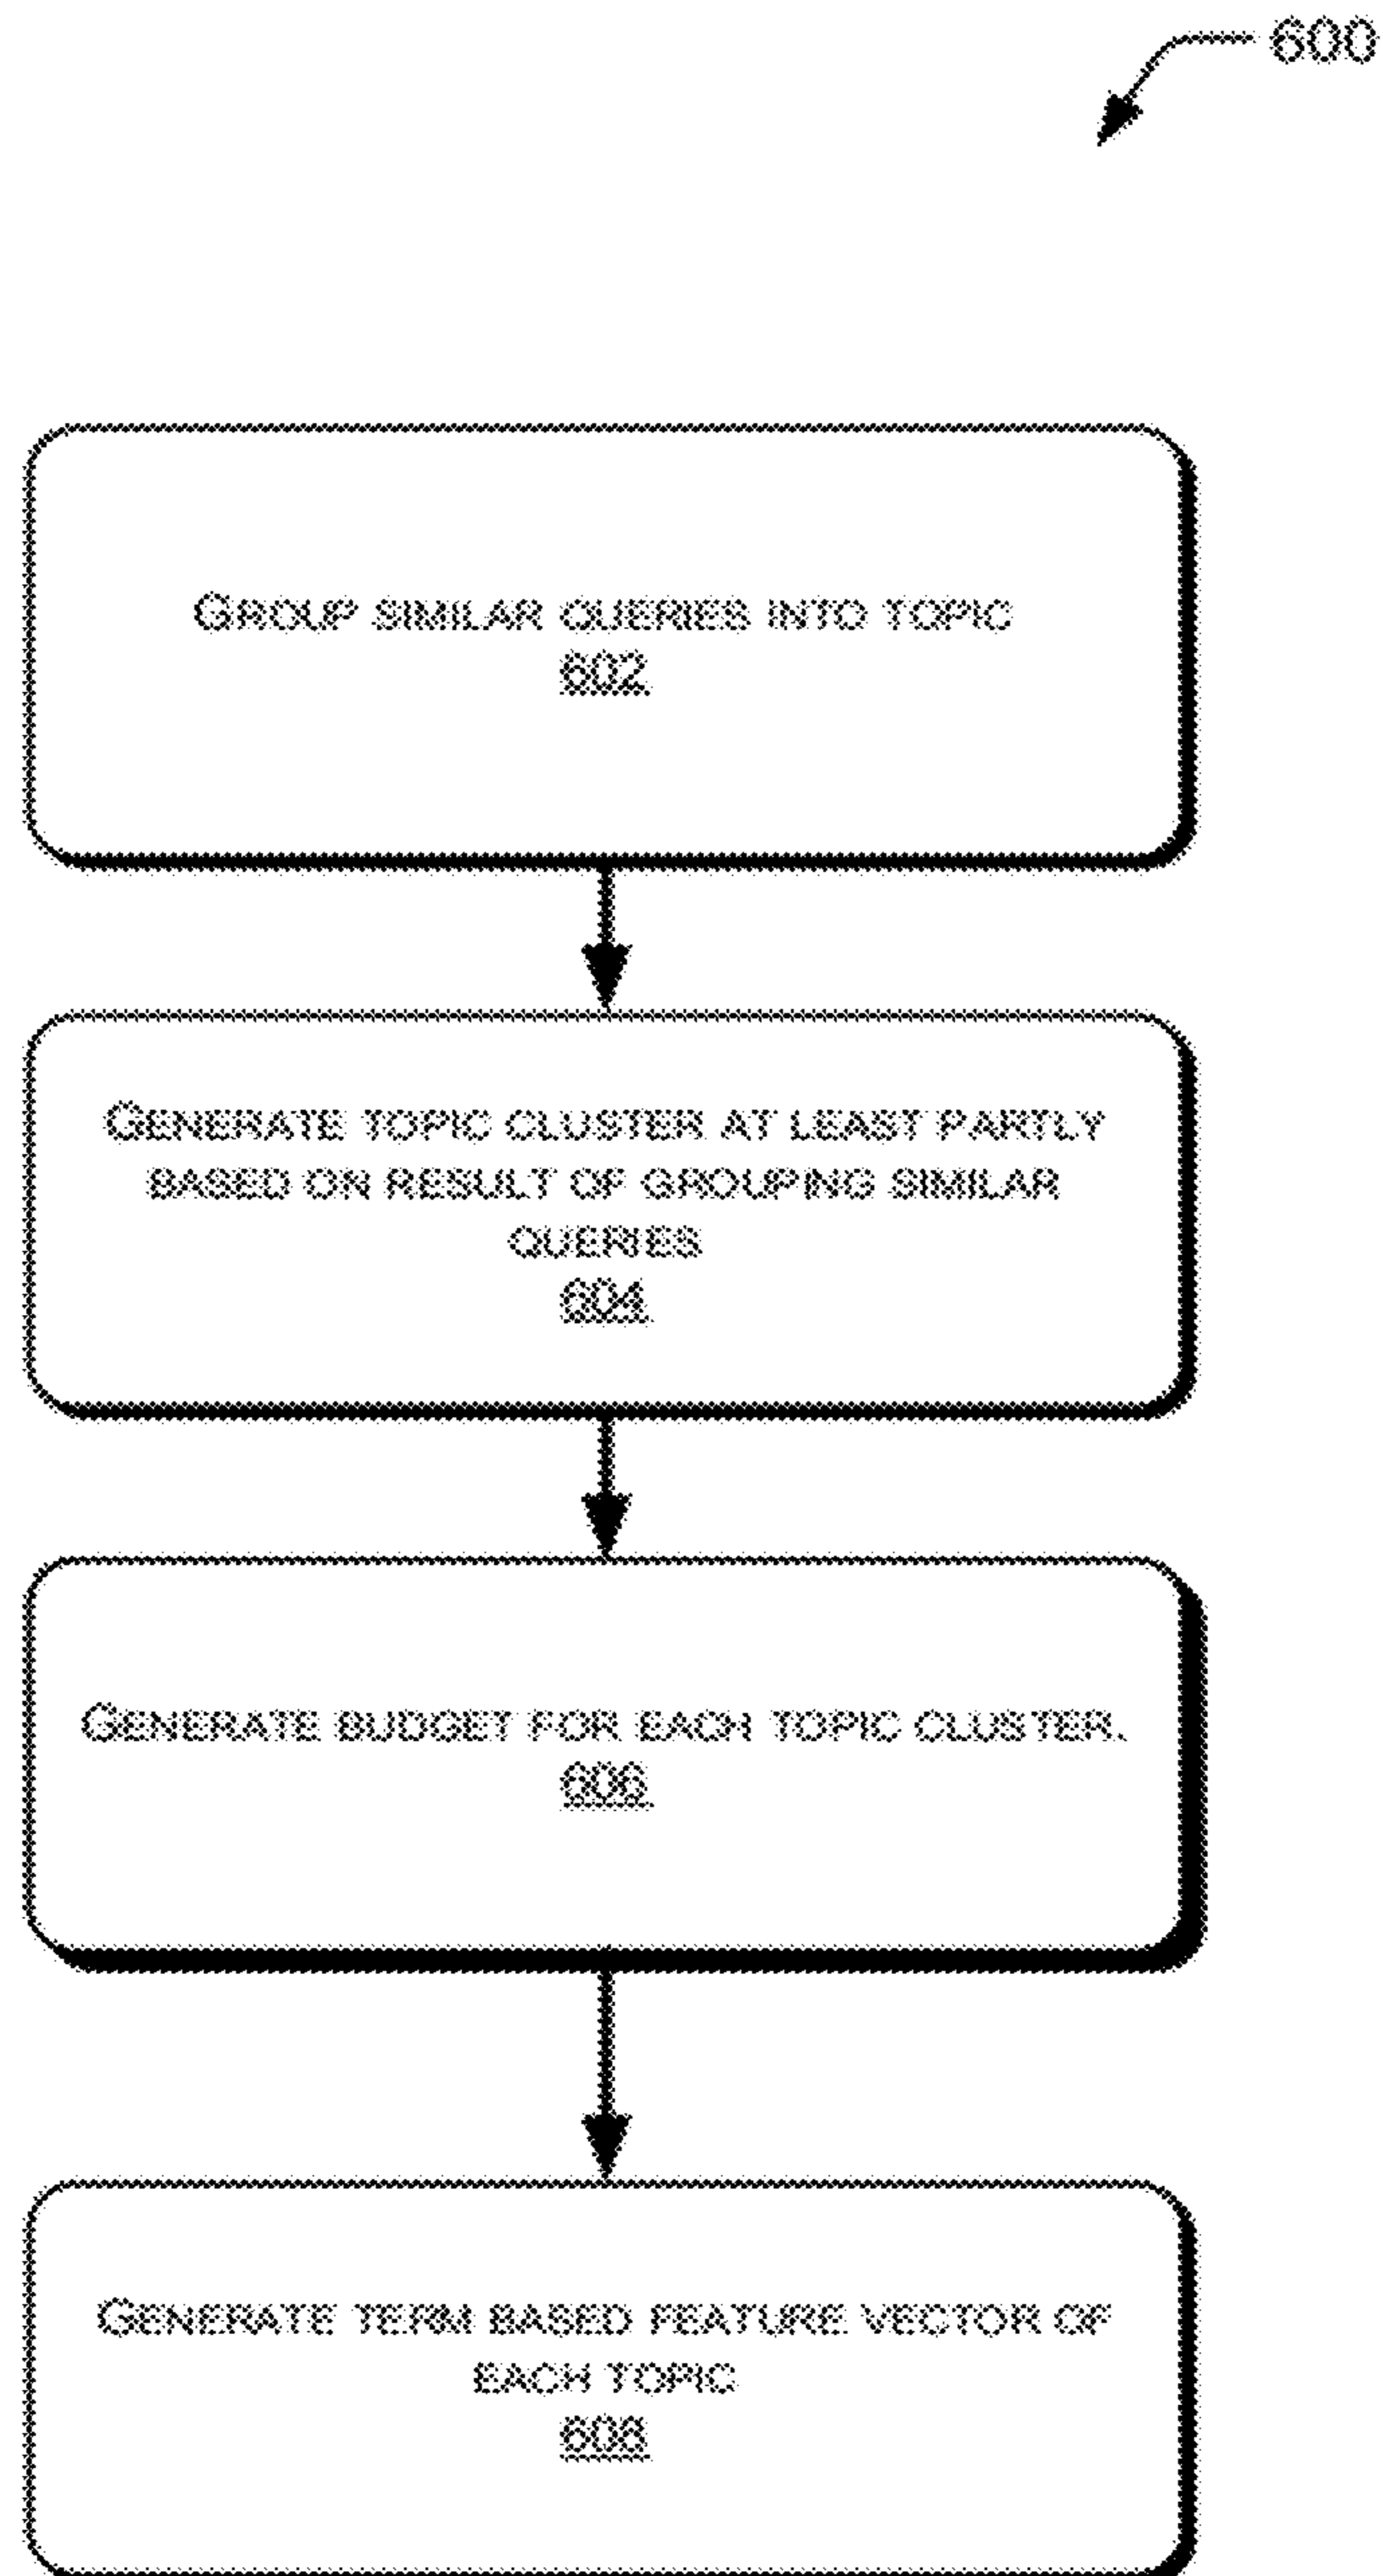 600
GROUP SIMILAR QUERIES INTO TOPIC
602
GENERATE TOPIC CLUSTER AT LEAST PARTLY
BASED ON RESULT OF GROUPING SIMILAR
QUERIES
604
GENERATE BUDGET FOR EACH TOPIC CLUSTER.
606
GENERATE TERM BASED FEATURE VECTOR OF
EACH TOPIC
608